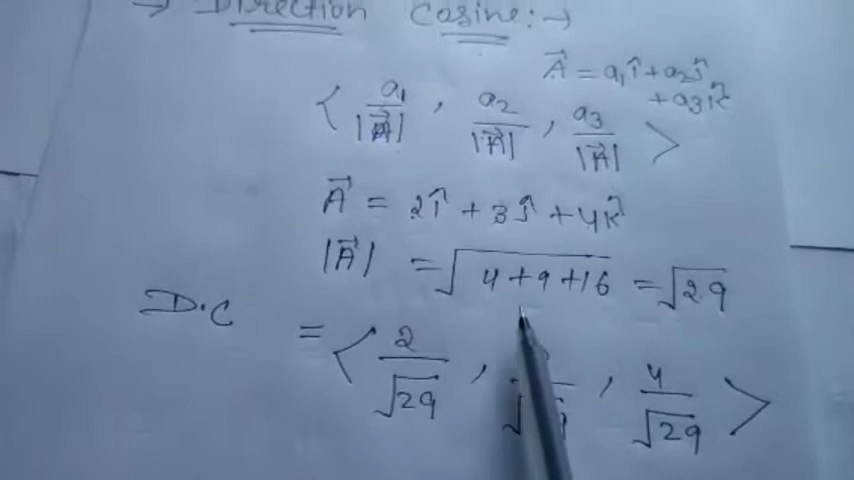 → Direction Cosine:→
A⃗ = a₁î + a₂ĵ + a₃k̂
< a₁/|A⃗| , a₂/|A⃗| , a₃/|A⃗| >
A⃗ = 2î + 3ĵ + 4k̂
|A⃗| = √(4+9+16) = √29
D.C = < 2/√29 , , 4/√29 >